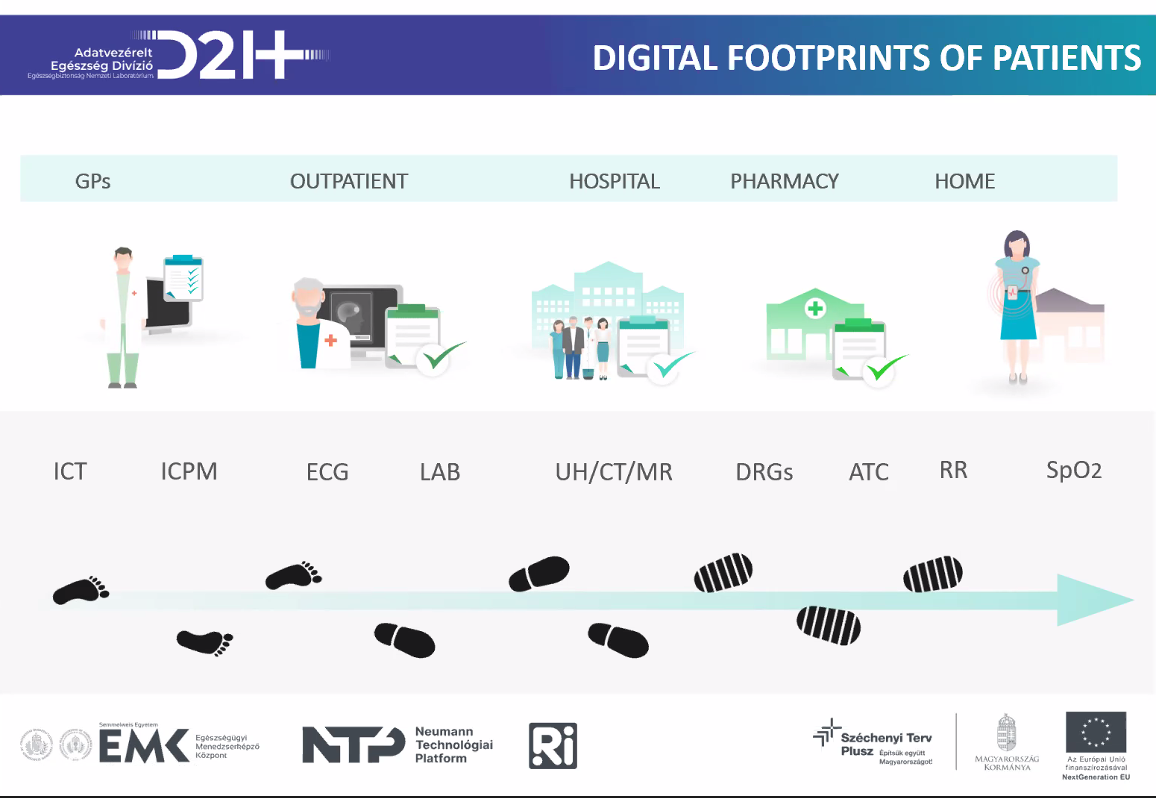 Adatvezérelt
Egészség Divízió
Egészségbiztonság Nemzeti Laboratórium
D2H
DIGITAL FOOTPRINTS OF PATIENTS
GPs OUTPATIENT HOSPITAL PHARMACY HOME
ICT ICPM ECG LAB UH/CT/MR DRGs ATC RR SpO2
Semmelweis Egyetem
EMK
Egészségügyi
Menedzserképző
Központ
NTP
Neumann
Technológiai
Platform
Ri
Széchenyi Terv
Plusz Építsük együtt
Magyarországot!
MAGYARORSZÁG
KORMÁNYA
Az Európai Unió
finanszírozásával
NextGeneration EU